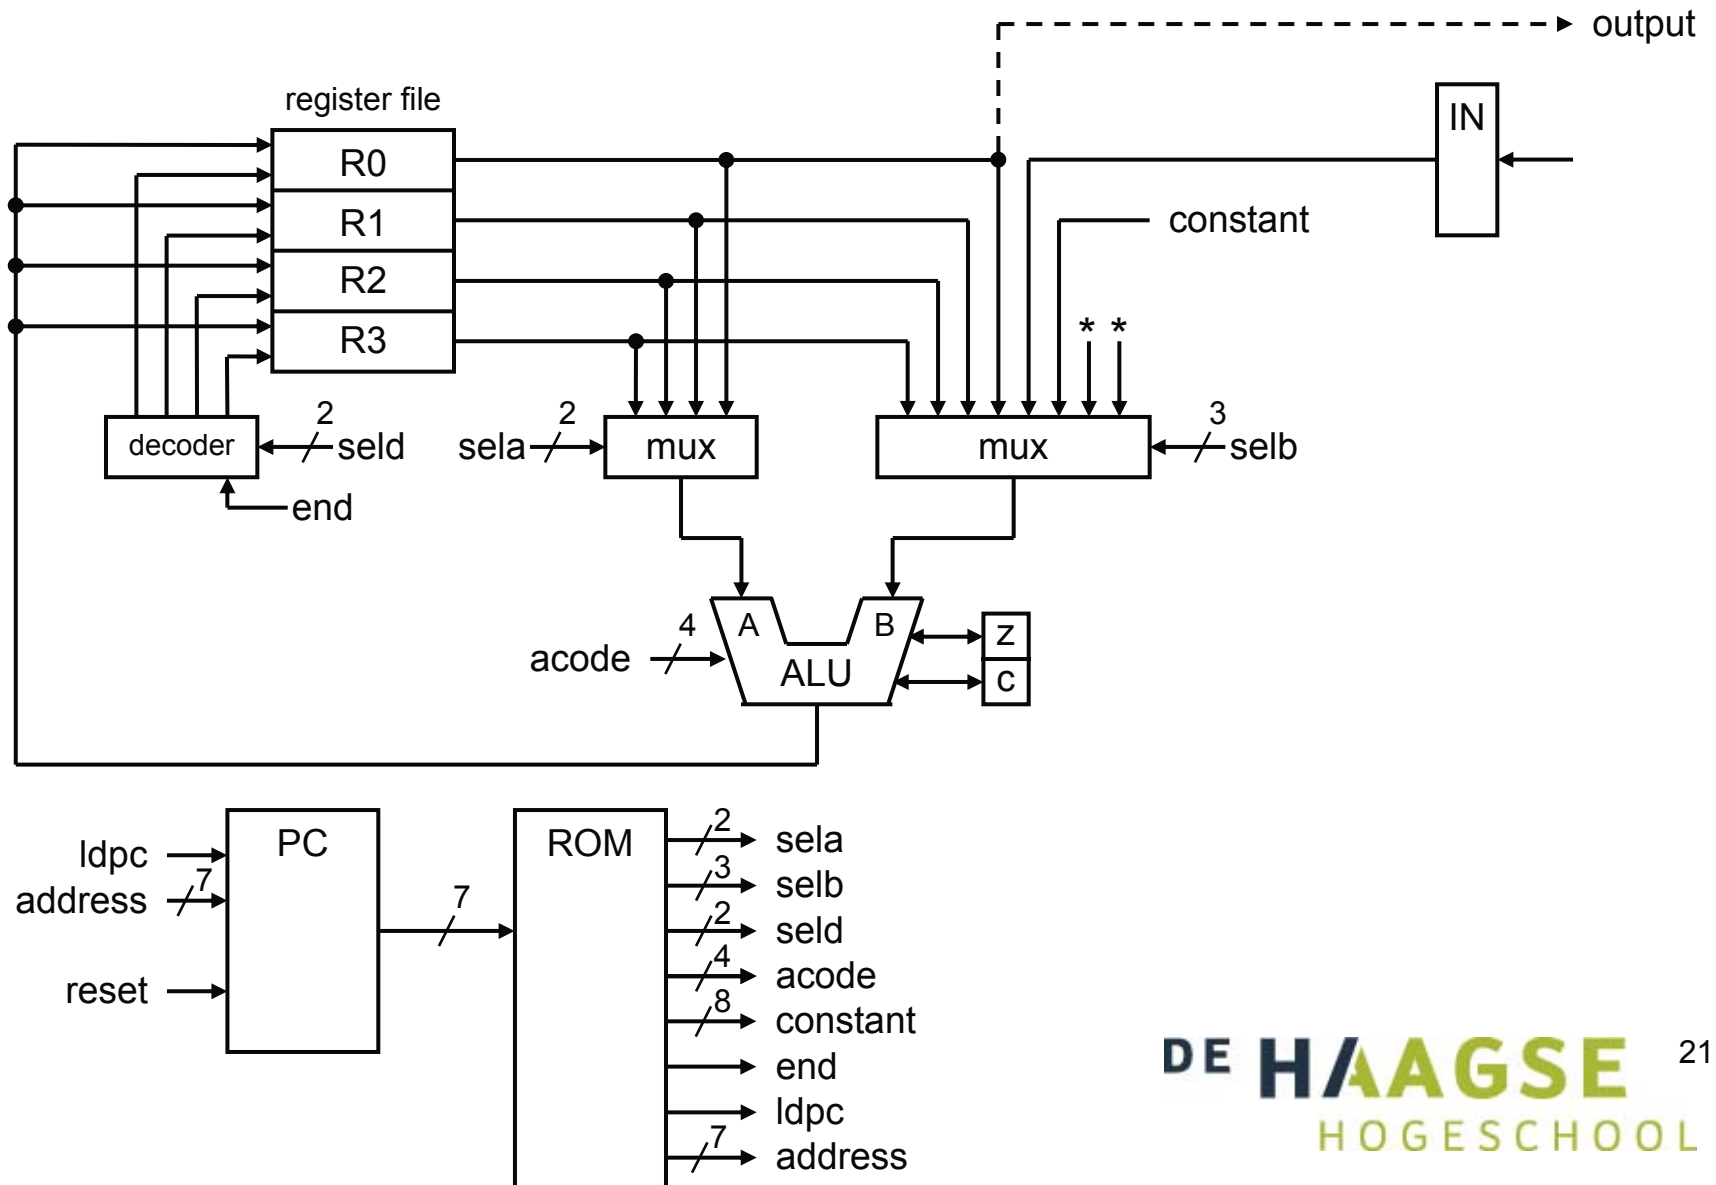 output
register file
IN
R0
R1
constant
R2
R3
* *
2
2
3
decoder
seld
sela
mux
mux
selb
end
4
A
B
z
acode
ALU
c
PC
ROM
2
sela
ldpc
3
selb
address
7
7
2
seld
4
acode
reset
8
constant
end
ldpc
7
address
DE HAAGSE
HOGESCHOOL
21